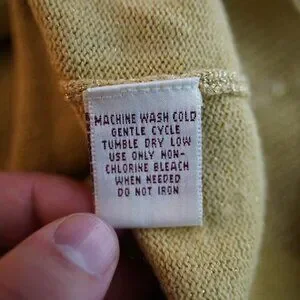 MACHINE WASH COLD
GENTLE CYCLE
TUMBLE DRY LOW
USE ONLY NON-
CHLORINE BLEACH
WHEN NEEDED
DO NOT IRON